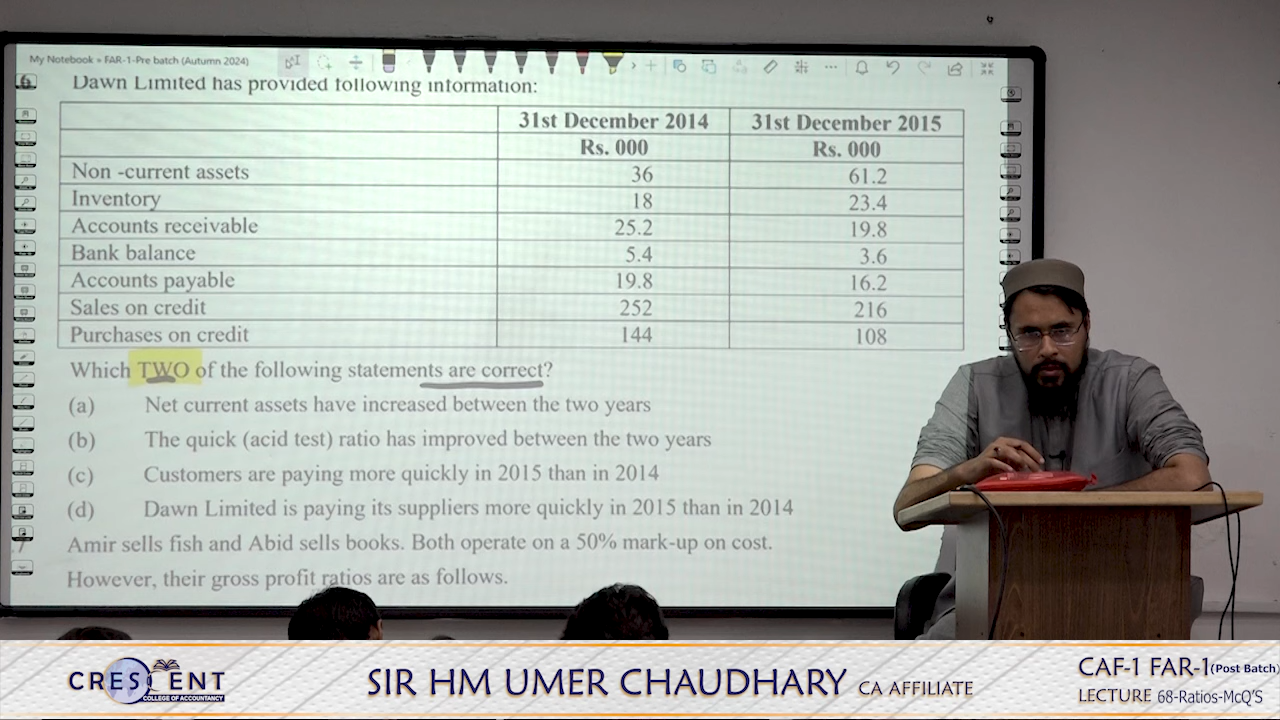 My Notebook » FAR-1-Pre batch (Autumn 2024)
6 Dawn Limited has provided following information:
31st December 2014 31st December 2015
Rs. 000 Rs. 000
Non -current assets 36 61.2
Inventory 18 23.4
Accounts receivable 25.2 19.8
Bank balance 5.4 3.6
Accounts payable 19.8 16.2
Sales on credit 252 216
Purchases on credit 144 108
Which TWO of the following statements are correct?
(a) Net current assets have increased between the two years
(b) The quick (acid test) ratio has improved between the two years
(c) Customers are paying more quickly in 2015 than in 2014
(d) Dawn Limited is paying its suppliers more quickly in 2015 than in 2014
7 Amir sells fish and Abid sells books. Both operate on a 50% mark-up on cost.
However, their gross profit ratios are as follows.
CRESCENT
COLLEGE OF ACCOUNTANCY
SIR HM UMER CHAUDHARY CA AFFILIATE
CAF-1 FAR-1(Post Batch)
LECTURE 68-Ratios-McQ'S